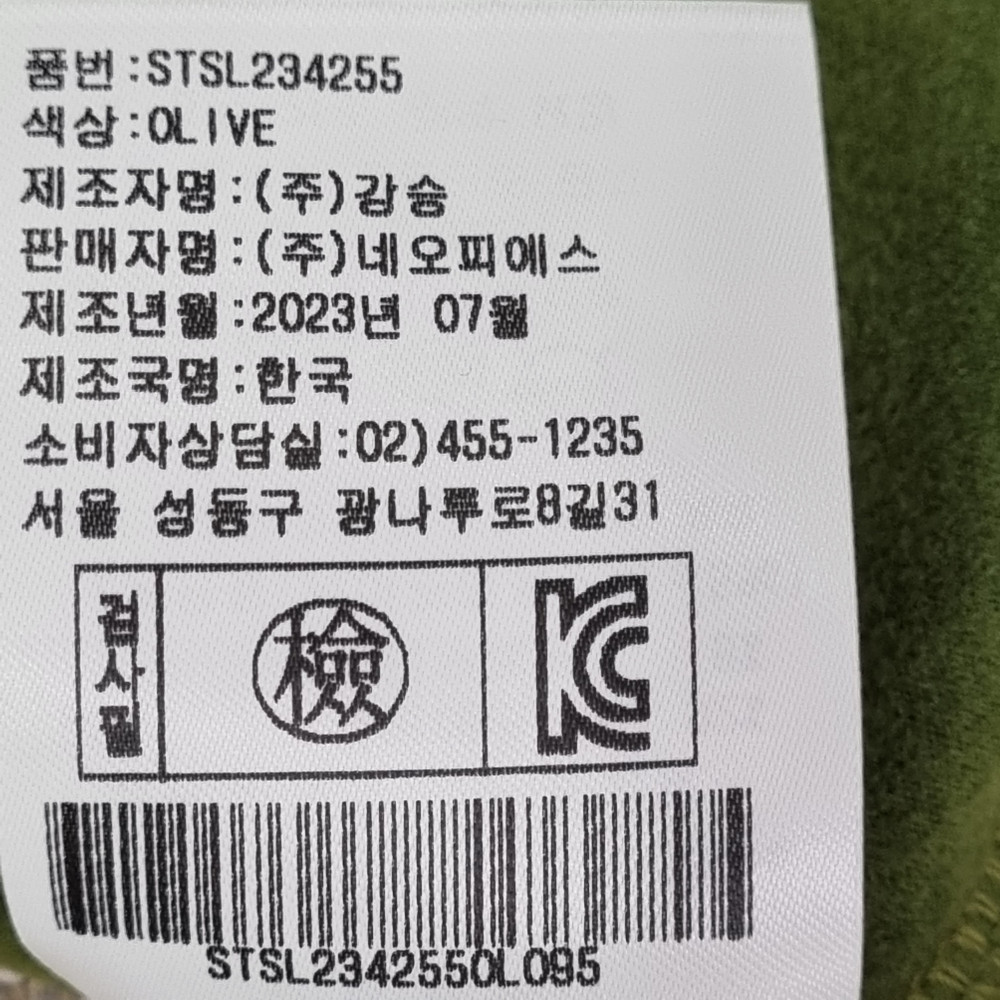 품번:STSL234255
색상:OLIVE
제조자명:(주)강승
판매자명:(주)네오피에스
제조년월:2023년 07월
제조국명:한국
소비자상담실:02)455-1235
서울 성동구 광나루로8길31
검사필
檢
KC
STSL234255OL095